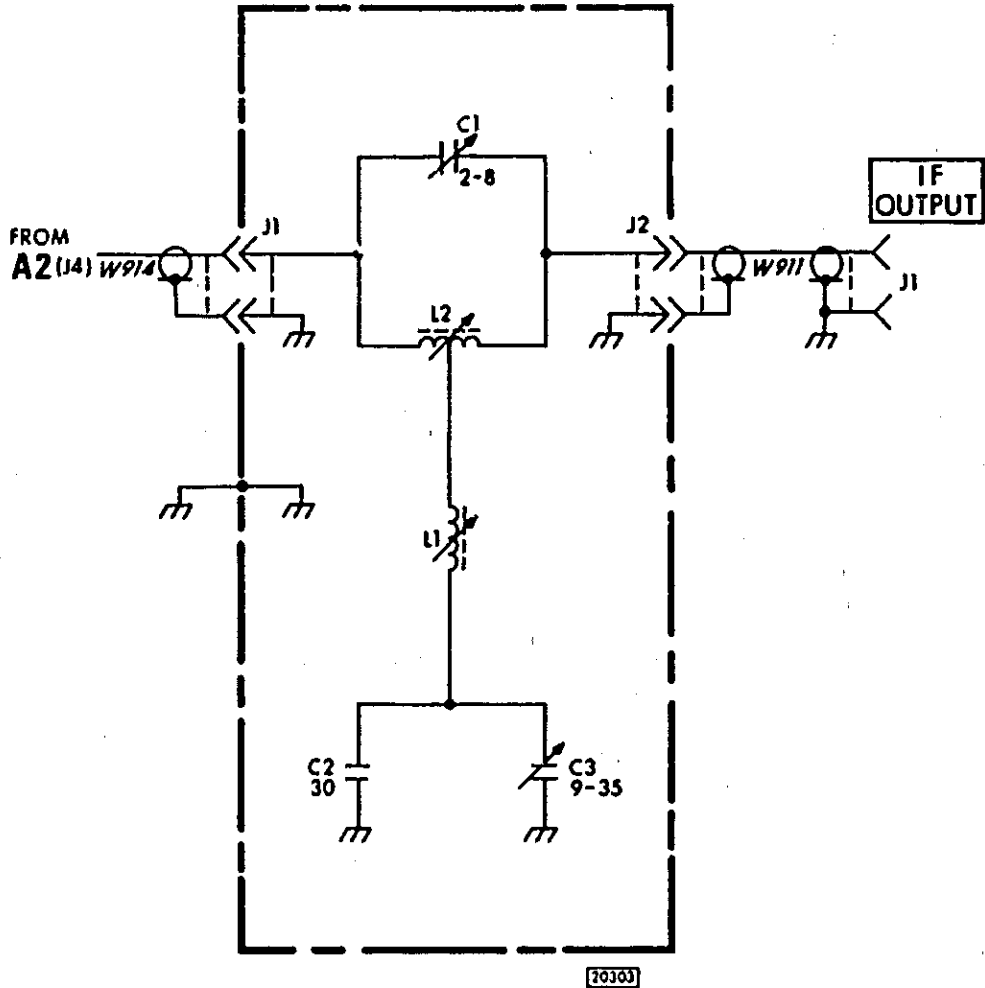 C1
2-8
IF
OUTPUT
FROM
A2 (J4) W914
J1
J2
W911
J1
L2
L1
C2
30
C3
9-35
20303